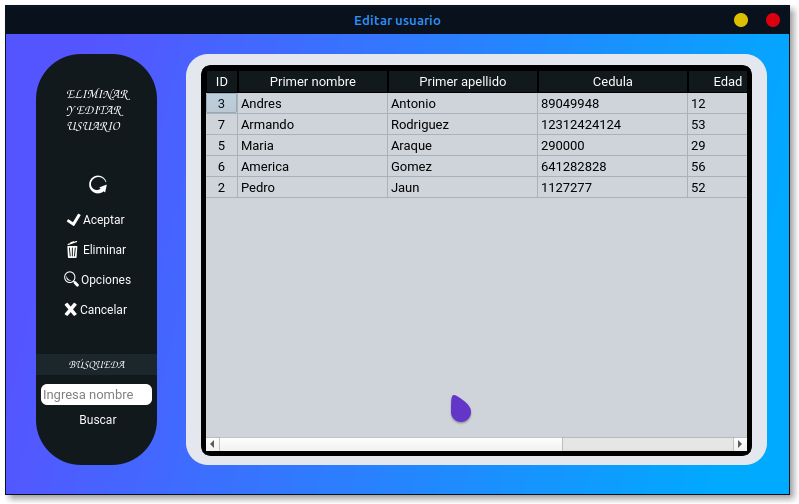 Editar usuario
ELIMINAR
Y EDITAR
USUARIO
Aceptar
Eliminar
Opciones
Cancelar
BÚSQUEDA
Ingresa nombre
Buscar
ID Primer nombre Primer apellido Cedula Edad
3 Andres Antonio 89049948 12
7 Armando Rodriguez 12312424124 53
5 Maria Araque 290000 29
6 America Gomez 641282828 56
2 Pedro Jaun 1127277 52